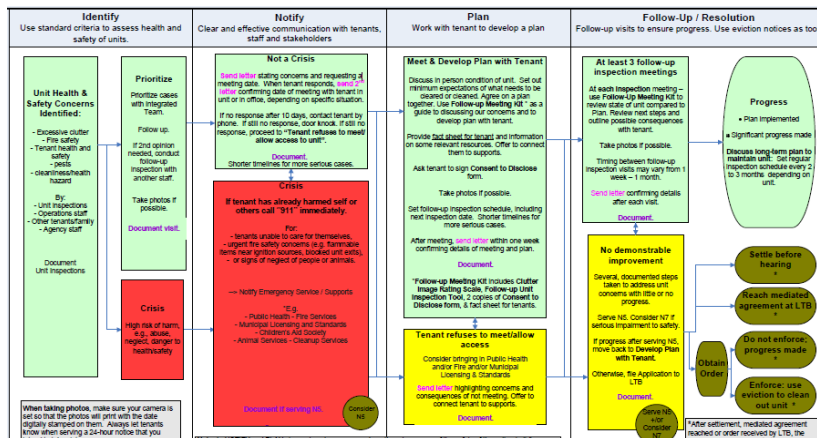 Identify
Use standard criteria to assess health and
safety of units.
Notify
Clear and effective communication with tenants,
staff and stakeholders
Plan
Work with tenant to develop a plan
Follow-Up / Resolution
Follow-up visits to ensure progress. Use eviction notices as too
Unit Health &
Safety Concerns
Identified:
- Excessive clutter
- Fire safety
- Tenant health and
safety
- pests
- cleanliness/health
hazard
By:
- Unit inspections
- Operations staff
- Other tenants/family
- Agency staff
Document
Unit Inspections
Prioritize
Prioritize cases with
Integrated Team.
Follow up.
If 2nd opinion
needed, conduct
follow-up
inspection with
another staff.
Take photos if
possible.
Document visit.
Crisis
High risk of harm,
e.g., abuse,
neglect, danger to
health/safety
When taking photos, make sure your camera is
set so that the photos will print with the date
digitally stamped on them. Always let tenants
know when serving a 24-hour notice that you
Not a Crisis
Send letter stating concerns and requesting a
meeting date. When tenant responds, send 2nd
letter confirming date of meeting with tenant in
unit or in office, depending on specific situation.
If no response after 10 days, contact tenant by
phone. If still no response, door knock. If still no
response, proceed to "Tenant refuses to meet/
allow access to unit".
Document.
Shorter timelines for more serious cases.
Crisis
If tenant has already harmed self or
others call "911" immediately.
For:
- tenants unable to care for themselves,
- urgent fire safety concerns (e.g. flammable
items near ignition sources, blocked unit exits),
- or signs of neglect of people or animals.
---> Notify Emergency Service / Supports
*E.g.
- Public Health - Fire Services
- Municipal Licensing and Standards
- Children's Aid Society
- Animal Services - Cleanup Services
Document if serving N5.
Consider
N5
Meet & Develop Plan with Tenant
Discuss in person condition of unit. Set out
minimum expectations of what needs to be
cleared or cleaned. Agree on a plan
together. Use Follow-up Meeting Kit * as a
guide to discussing our concerns and to
develop plan with tenant.
Provide fact sheet for tenant and information
on some relevant resources. Offer to connect
them to supports.
Ask tenant to sign Consent to Disclose
form.
Take photos if possible.
Set follow-up inspection schedule, including
next inspection date. Shorter timelines for
more serious cases.
After meeting, send letter within one week
confirming details of meeting and plan.
Document.
*Follow-up Meeting Kit includes Clutter
Image Rating Scale, Follow-up Unit
Inspection Tool, 2 copies of Consent to
Disclose form, & fact sheet for tenants.
Tenant refuses to meet/allow
access
Consider bringing in Public Health
and/or Fire and/or Municipal
Licensing & Standards
Send letter highlighting concerns and
consequences of not meeting. Offer to
connect tenant to supports.
Document.
At least 3 follow-up
inspection meetings
At each inspection meeting –
use Follow-up Meeting Kit to
review state of unit compared to
Plan. Review next steps and
outline possible consequences
with tenant.
Take photos if possible.
Timing between follow-up
inspection visits may vary from 1
week – 1 month.
Send letter confirming details
after each visit.
Document.
Progress
• Plan Implemented
Significant progress made
Discuss long-term plan to
maintain unit: Set regular
inspection schedule every 2
to 3 months depending on
unit.
No demonstrable
improvement
Several, documented steps
taken to address unit
concerns with little or no
progress.
Serve N5. Consider N7 if
serious impairment to safety.
If progress after serving N5,
move back to Develop Plan
with Tenant.
Otherwise, file Application to
LTB
Document.
Serve N5
+/or
Consider
N7
Obtain
Order
Settle before
hearing
*
Reach mediated
agreement at LTB
*
Do not enforce;
progress made *
Enforce: use
eviction to clean
out unit *
*After settlement, mediated agreement
reached or order received by LTB, the